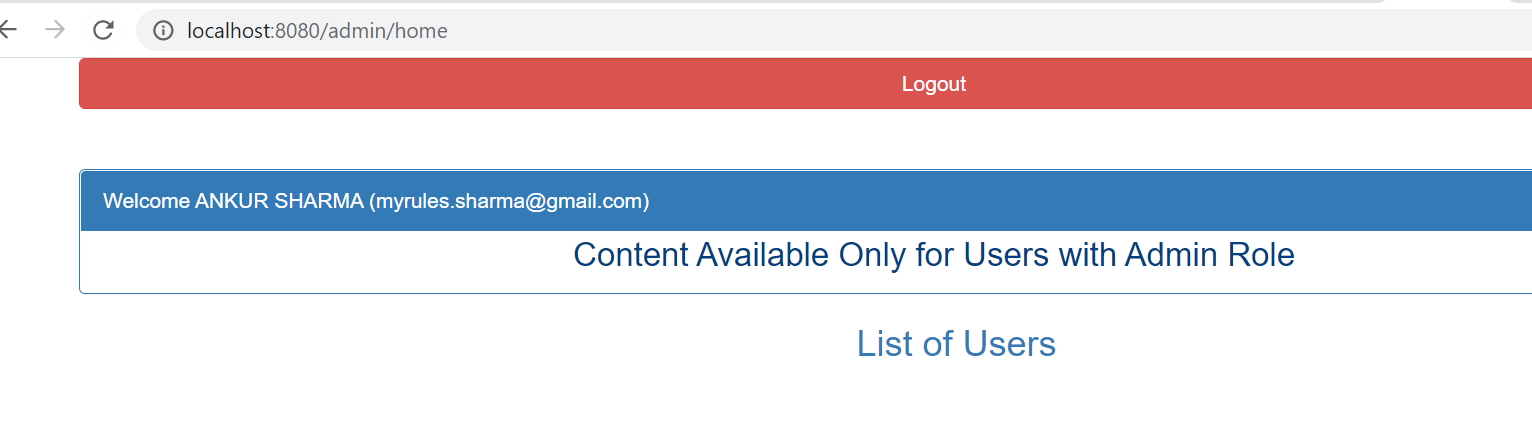 localhost:8080/admin/home
Logout
Welcome ANKUR SHARMA (myrules.sharma@gmail.com)
Content Available Only for Users with Admin Role
List of Users